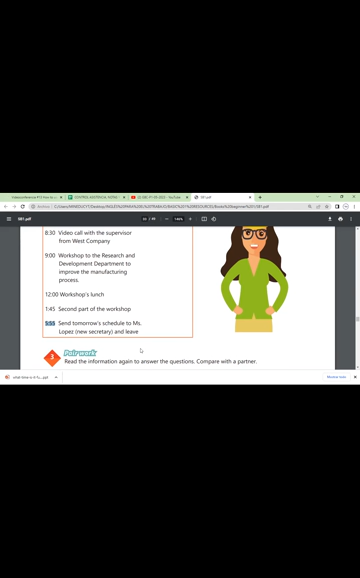 081.pdf
8:30 Video call with the supervisor
from West Company
9:00 Workshop to the Research and
Development Department to
improve the manufacturing
process.
12:00 Workshop's lunch
1:45 Second part of the workshop
5:55 Send tomorrow's schedule to Ms.
Lopez (new secretary) and leave
3 Pair work
Read the information again to answer the questions. Compare with a partner.